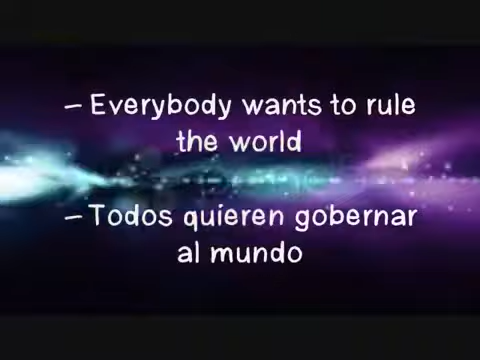 – Everybody wants to rule
the world
– Todos quieren gobernar
al mundo